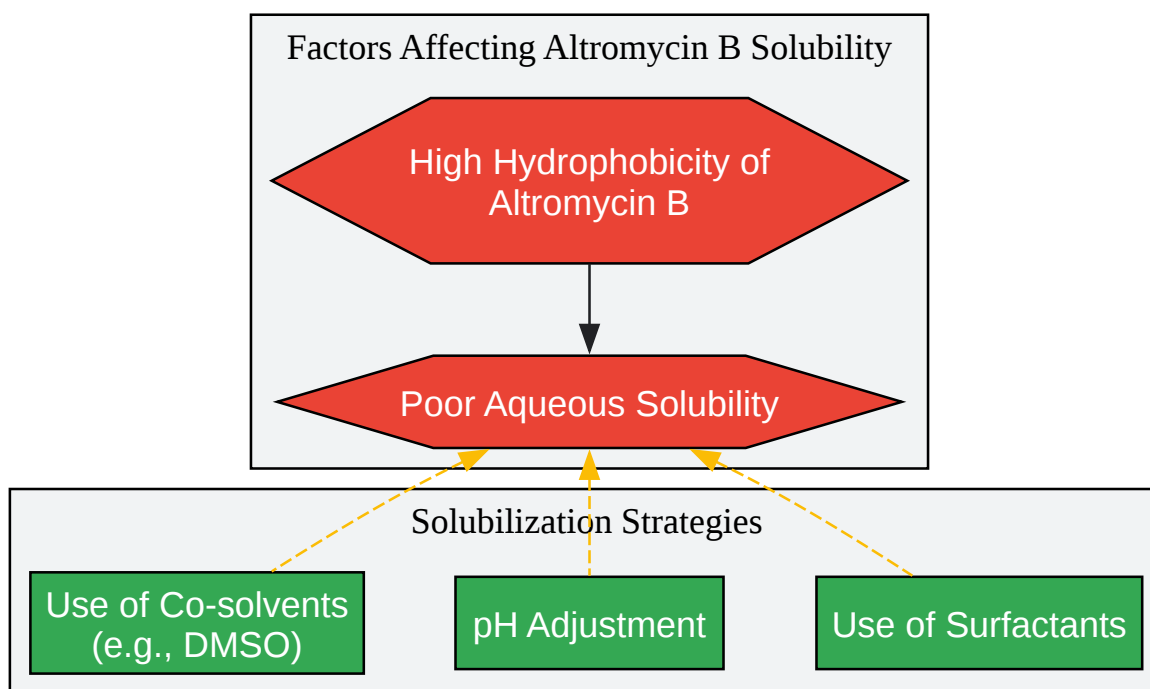 Factors Affecting Altromycin B Solubility
High Hydrophobicity of
Altromycin B
Poor Aqueous Solubility
Solubilization Strategies
Use of Co-solvents
(e.g., DMSO)
pH Adjustment
Use of Surfactants